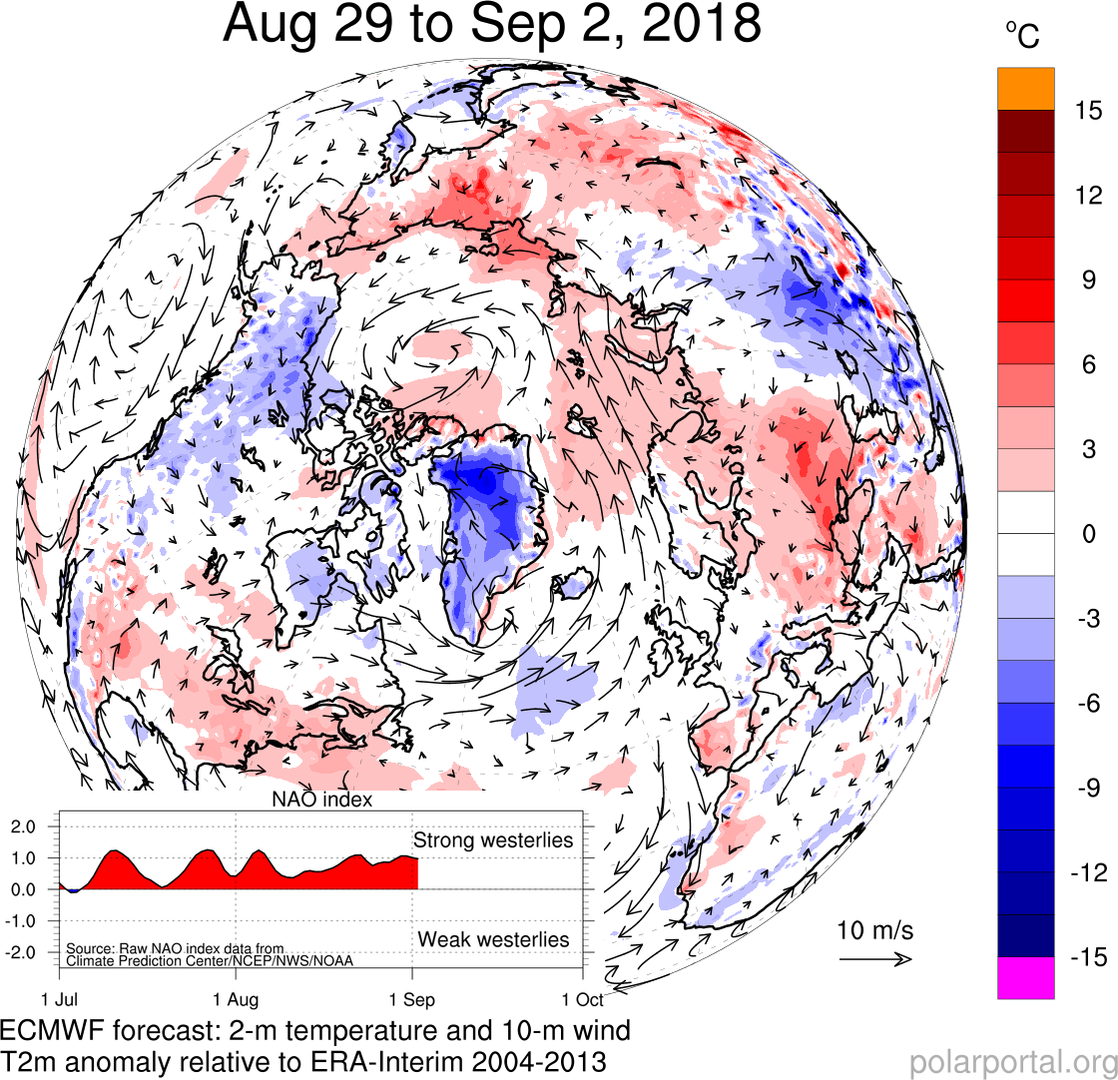 Aug 29 to Sep 2, 2018
ºC
15
12
9
6
3
0
-3
-6
-9
-12
-15
10 m/s
NAO index
2.0
1.0
0.0
-1.0
-2.0
Strong westerlies
Weak westerlies
Source: Raw NAO index data from
Climate Prediction Center/NCEP/NWS/NOAA
1 Jul
1 Aug
1 Sep
1 Oct
ECMWF forecast: 2-m temperature and 10-m wind
T2m anomaly relative to ERA-Interim 2004-2013
polarportal.org